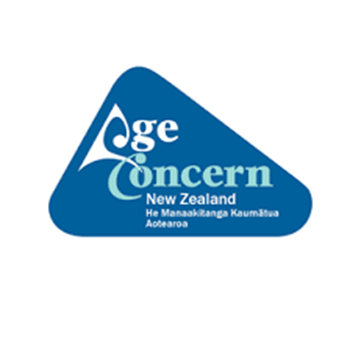 Age
Concern
New Zealand
He Manaakitanga Kaumātua
Aotearoa